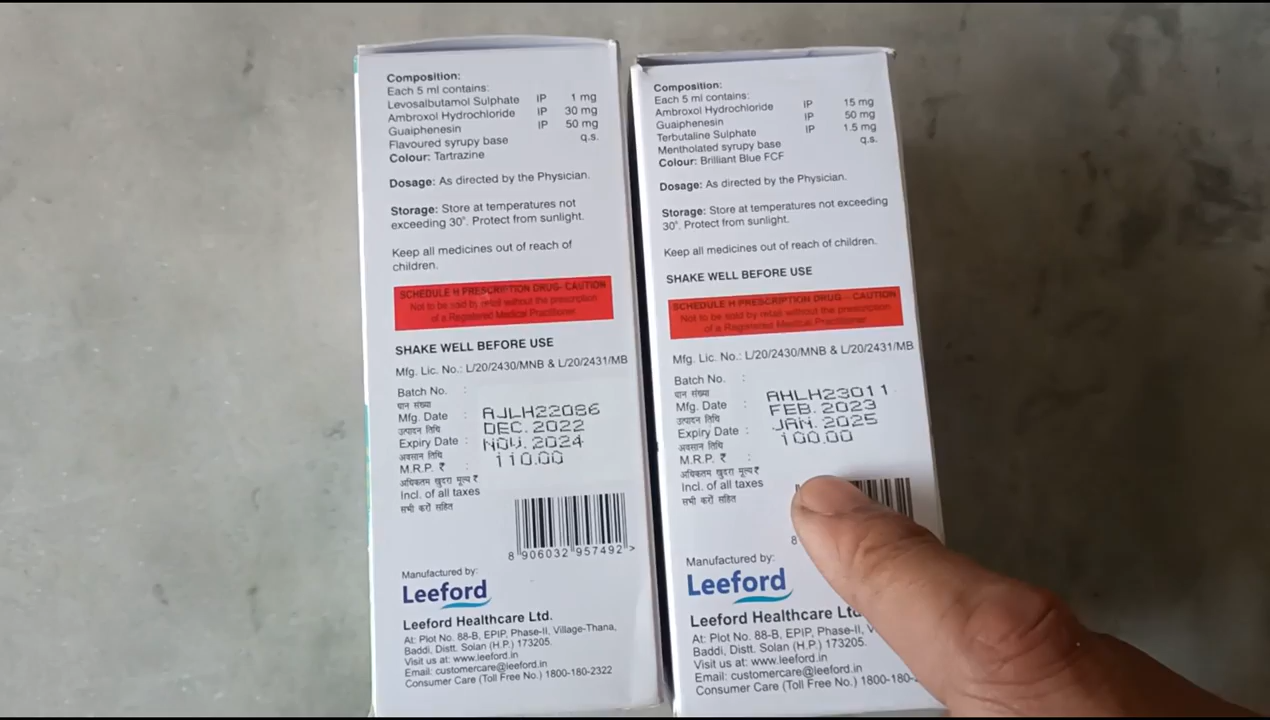 Composition:
Each 5 ml contains:
Levosalbutamol Sulphate IP 1 mg
Ambroxol Hydrochloride IP 30 mg
Guaiphenesin IP 50 mg
Flavoured syrupy base q.s.
Colour: Tartrazine
Dosage: As directed by the Physician.
Storage: Store at temperatures not
exceeding 30°. Protect from sunlight.
Keep all medicines out of reach of
children.
SCHEDULE H PRESCRIPTION DRUG- CAUTION
Not to be sold by retail without the prescription
of a Registered Medical Practitioner
SHAKE WELL BEFORE USE
Mfg. Lic. No.: L/20/2430/MNB & L/20/2431/MB
Batch No. :
घान संख्या AJLH22086
Mfg. Date : DEC. 2022
उत्पादन तिथि
Expiry Date : NOV. 2024
अवसान तिथि
M.R.P. ₹ : 110.00
अधिकतम खुदरा मूल्य ₹
Incl. of all taxes
सभी करों सहित
8 906032 957492 >
Manufactured by:
Leeford
Leeford Healthcare Ltd.
At: Plot No. 88-B, EPIP, Phase-II, Village-Thana,
Baddi, Distt. Solan (H.P.) 173205.
Visit us at: www.leeford.in
Email: customercare@leeford.in
Consumer Care (Toll Free No.) 1800-180-2322
Composition:
Each 5 ml contains:
Ambroxol Hydrochloride IP 15 mg
Guaiphenesin IP 50 mg
Terbutaline Sulphate IP 1.5 mg
Mentholated syrupy base q.s.
Colour: Brilliant Blue FCF
Dosage: As directed by the Physician.
Storage: Store at temperatures not exceeding
30°. Protect from sunlight.
Keep all medicines out of reach of children.
SHAKE WELL BEFORE USE
SCHEDULE H PRESCRIPTION DRUG - CAUTION
Not to be sold by retail without the prescription
of a Registered Medical Practitioner
Mfg. Lic. No.: L/20/2430/MNB & L/20/2431/MB
Batch No. :
घान संख्या AHLH23011
Mfg. Date : FEB. 2023
उत्पादन तिथि
Expiry Date : JAN. 2025
अवसान तिथि 100.00
M.R.P. ₹ :
अधिकतम खुदरा मूल्य ₹
Incl. of all taxes
सभी करों सहित
8
Manufactured by:
Leeford
Leeford Healthcare Ltd
At: Plot No. 88-B, EPIP, Phase-II, V
Baddi, Distt. Solan (H.P.) 173205.
Visit us at: www.leeford.in
Email: customercare@leeford.in
Consumer Care (Toll Free No.) 1800-180-